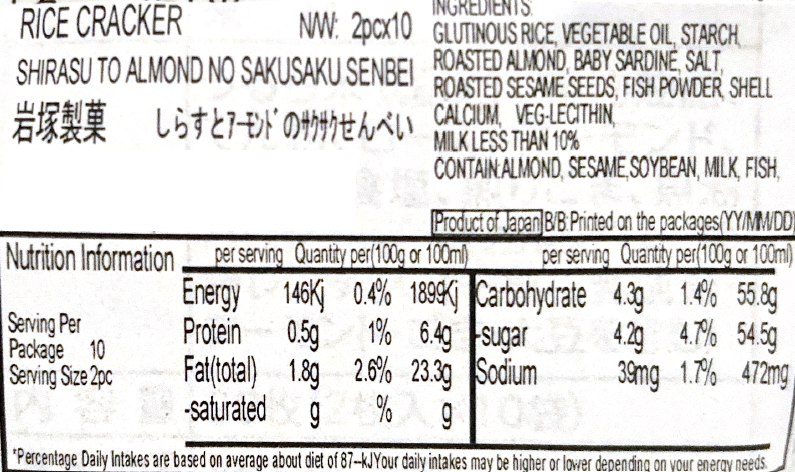 RICE CRACKER N/W: 2pcx10
SHIRASU TO ALMOND NO SAKUSAKU SENBEI
岩塚製菓 しらすとアーモンドのサクサクせんべい
INGREDIENTS:
GLUTINOUS RICE, VEGETABLE OIL, STARCH,
ROASTED ALMOND, BABY SARDINE, SALT,
ROASTED SESAME SEEDS, FISH POWDER, SHELL
CALCIUM, VEG-LECITHIN,
MILK LESS THAN 10%
CONTAIN:ALMOND, SESAME,SOYBEAN, MILK, FISH,
Product of Japan B/B:Printed on the packages(YY/MM/DD)
Nutrition Information
Serving Per
Package 10
Serving Size 2pc
per serving Quantity per(100g or 100ml)
Energy 146Kj 0.4% 1899Kj
Protein 0.5g 1% 6.4g
Fat(total) 1.8g 2.6% 23.3g
-saturated g % g
per serving Quantity per(100g or 100ml)
Carbohydrate 4.3g 1.4% 55.8g
-sugar 4.2g 4.7% 54.5g
Sodium 39mg 1.7% 472mg
*Percentage Daily Intakes are based on average about diet of 87--kJYour daily intakes may be higher or lower depending on your energy needs.